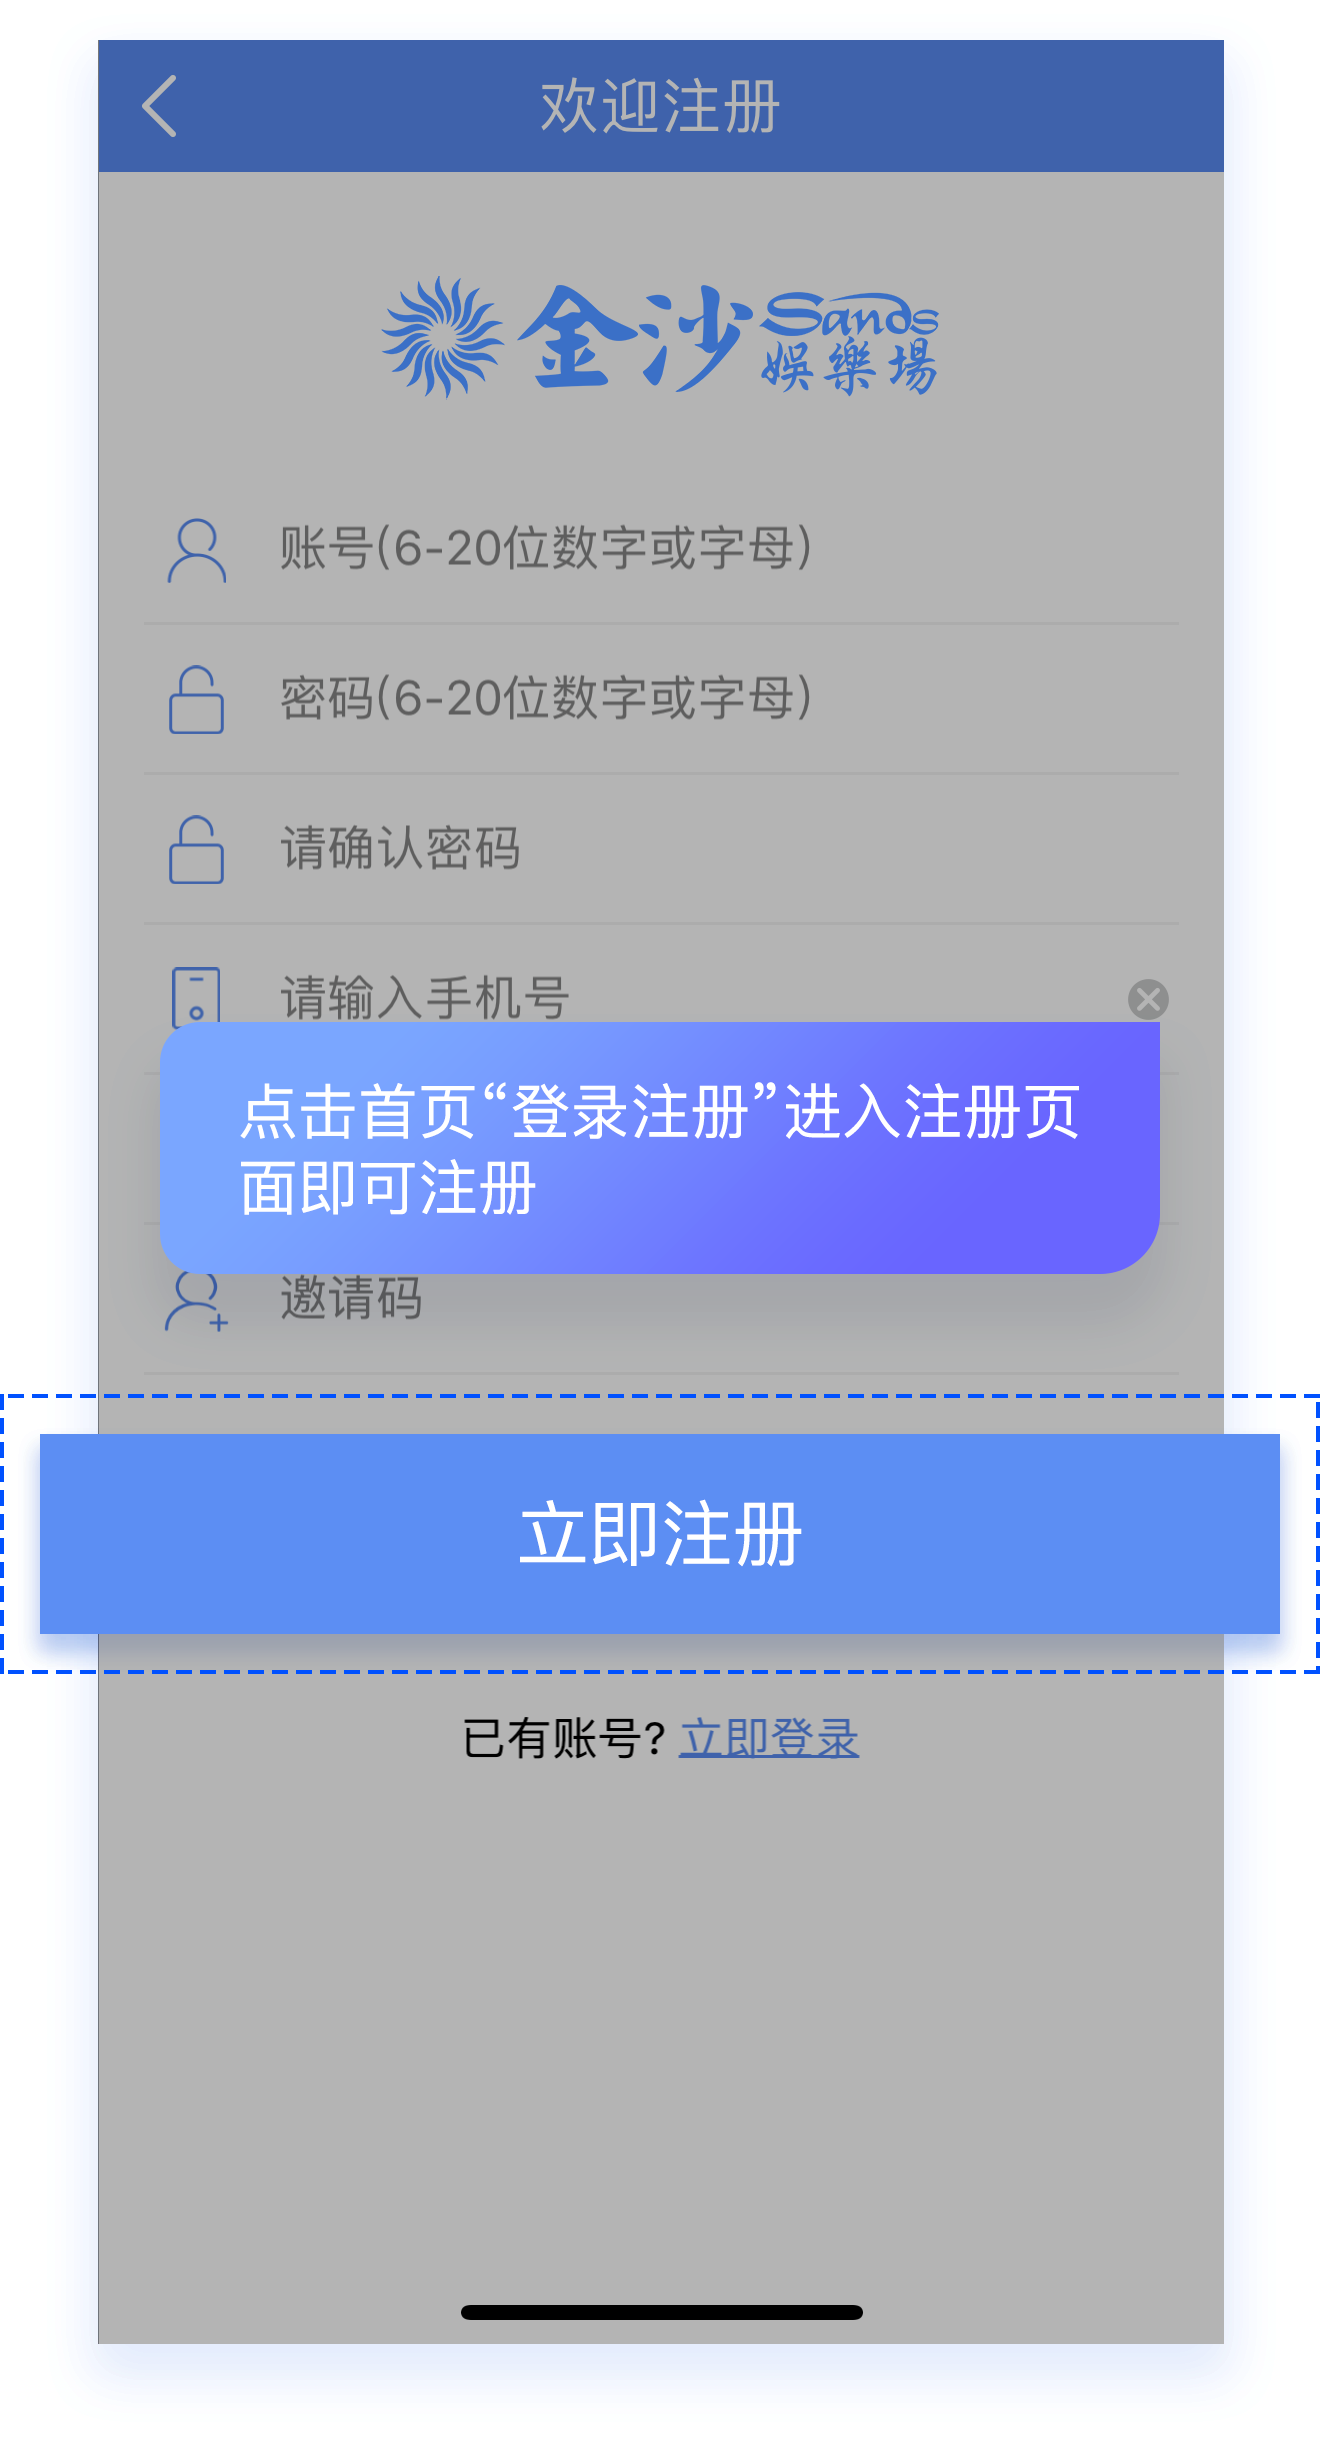 欢迎注册
金沙 Sands
娛樂場
账号(6-20位数字或字母)
密码(6-20位数字或字母)
请确认密码
请输入手机号
点击首页“登录注册”进入注册页
面即可注册
邀请码
立即注册
已有账号? 立即登录